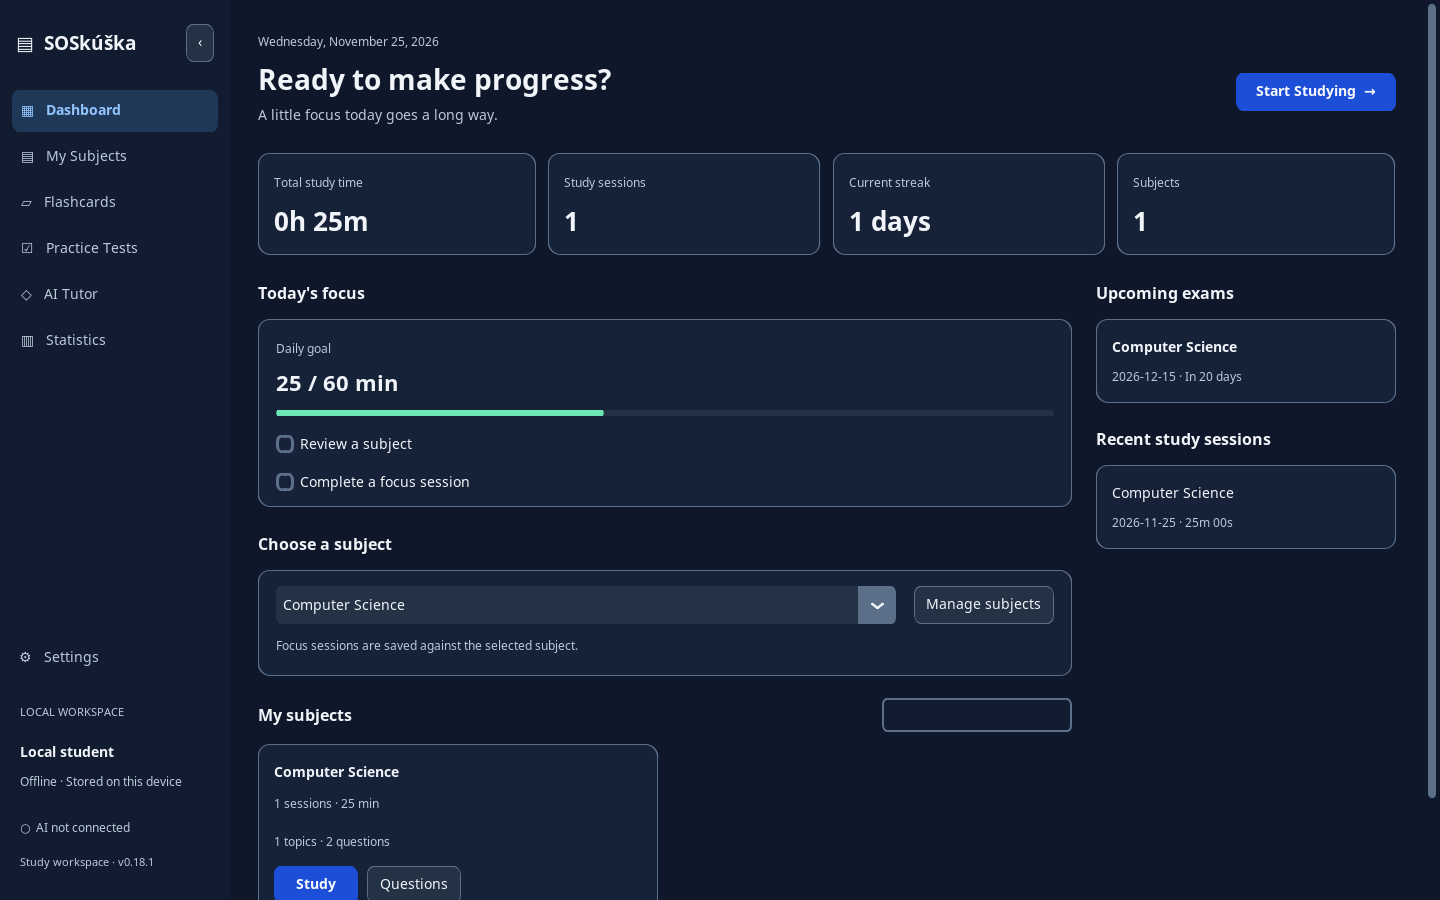 SOSkúška
Dashboard
My Subjects
Flashcards
Practice Tests
AI Tutor
Statistics
Settings
LOCAL WORKSPACE
Local student
Offline · Stored on this device
AI not connected
Study workspace · v0.18.1
Wednesday, November 25, 2026
Ready to make progress?
A little focus today goes a long way.
Start Studying →
Total study time
0h 25m
Study sessions
1
Current streak
1 days
Subjects
1
Today's focus
Daily goal
25 / 60 min
Review a subject
Complete a focus session
Choose a subject
Computer Science
Manage subjects
Focus sessions are saved against the selected subject.
My subjects
Computer Science
1 sessions · 25 min
1 topics · 2 questions
Study
Questions
Upcoming exams
Computer Science
2026-12-15 · In 20 days
Recent study sessions
Computer Science
2026-11-25 · 25m 00s